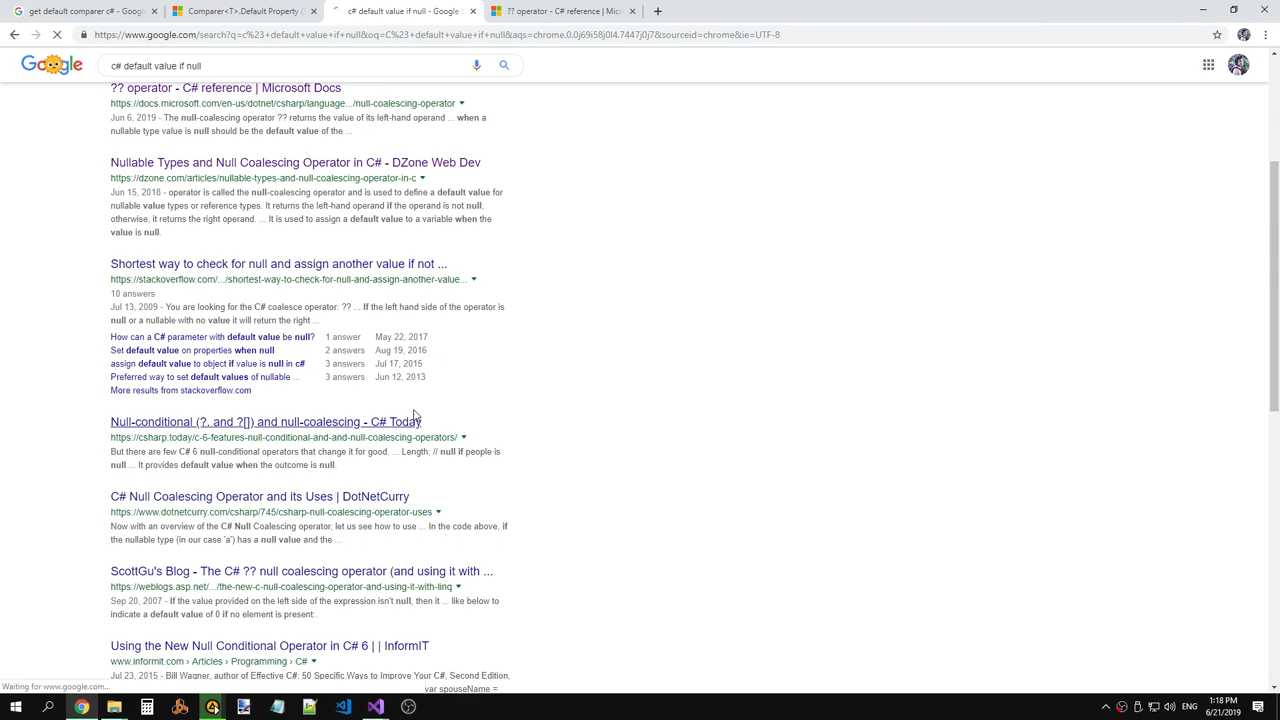 get default comparer c# - Google
Comparer<T>.Default Property (S
c# default value if null - Google S
?? operator - C# reference | Micr
https://www.google.com/search?q=c%23+default+value+if+null&oq=C%23+default+value+if+null&aqs=chrome.0.0j69i58j0l4.7447j0j7&sourceid=chrome&ie=UTF-8
Google
c# default value if null
?? operator - C# reference | Microsoft Docs
https://docs.microsoft.com/en-us/dotnet/csharp/language.../null-coalescing-operator
Jun 6, 2019 - The null-coalescing operator ?? returns the value of its left-hand operand ... when a
nullable type value is null should be the default value of the ...
Nullable Types and Null Coalescing Operator in C# - DZone Web Dev
https://dzone.com/articles/nullable-types-and-null-coalescing-operator-in-c
Jun 15, 2018 - operator is called the null-coalescing operator and is used to define a default value for
nullable value types or reference types. It returns the left-hand operand if the operand is not null;
otherwise, it returns the right operand. ... It is used to assign a default value to a variable when the
value is null.
Shortest way to check for null and assign another value if not ...
https://stackoverflow.com/.../shortest-way-to-check-for-null-and-assign-another-value...
10 answers
Jul 13, 2009 - You are looking for the C# coalesce operator: ?? ... If the left hand side of the operator is
null or a nullable with no value it will return the right ...
How can a C# parameter with default value be null? 1 answer May 22, 2017
Set default value on properties when null 2 answers Aug 19, 2016
assign default value to object if value is null in c# 3 answers Jul 17, 2015
Preferred way to set default values of nullable ... 3 answers Jun 12, 2013
More results from stackoverflow.com
Null-conditional (?. and ?[]) and null-coalescing - C# Today
https://csharp.today/c-6-features-null-conditional-and-and-null-coalescing-operators/
But there are few C# 6 null-conditional operators that change it for good. ... Length; // null if people is
null ... It provides default value when the outcome is null.
C# Null Coalescing Operator and its Uses | DotNetCurry
https://www.dotnetcurry.com/csharp/745/csharp-null-coalescing-operator-uses
Now with an overview of the C# Null Coalescing operator, let us see how to use ... In the code above, if
the nullable type (in our case 'a') has a null value and the ...
ScottGu's Blog - The C# ?? null coalescing operator (and using it with ...
https://weblogs.asp.net/.../the-new-c-null-coalescing-operator-and-using-it-with-linq
Sep 20, 2007 - If the value provided on the left side of the expression isn't null, then it ... like below to
indicate a default value of 0 if no element is present:.
Using the New Null Conditional Operator in C# 6 | | InformIT
www.informit.com › Articles › Programming › C#
Jul 23, 2015 - Bill Wagner, author of Effective C#: 50 Specific Ways to Improve Your C#, Second Edition,
var spouseName =
Waiting for www.google.com...
ENG
1:18 PM
6/21/2019